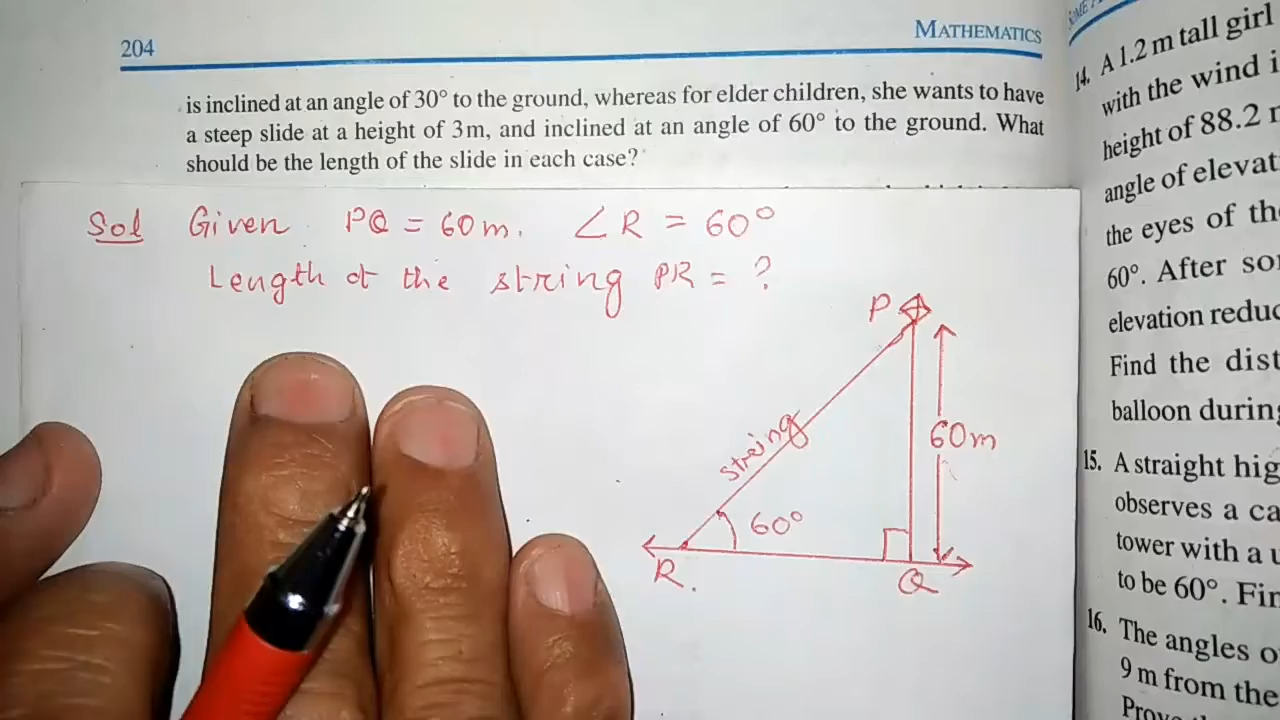 204
MATHEMATICS
is inclined at an angle of 30° to the ground, whereas for elder children, she wants to have
a steep slide at a height of 3m, and inclined at an angle of 60° to the ground. What
should be the length of the slide in each case?
Sol Given PQ = 60m. ∠R = 60°
Length of the string PR = ?
P
string
60m
60°
R.
Q
SOME
14. A 1.2 m tall girl
with the wind i
height of 88.2 m
angle of elevat
the eyes of th
60°. After so
elevation reduc
Find the dist
balloon during
15. A straight hig
observes a ca
tower with a u
to be 60°. Fin
16. The angles o
9 m from the
Prove th